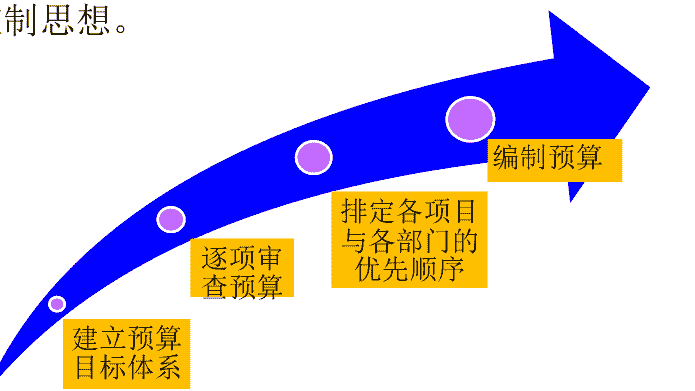 制思想。
编制预算
排定各项目
与各部门的
优先顺序
逐项审
查预算
建立预算
目标体系